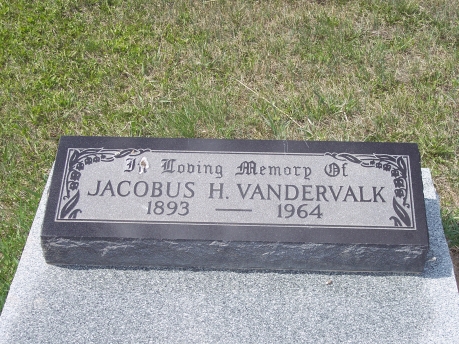 In Loving Memory Of
JACOBUS H. VANDERVALK
1893 — 1964